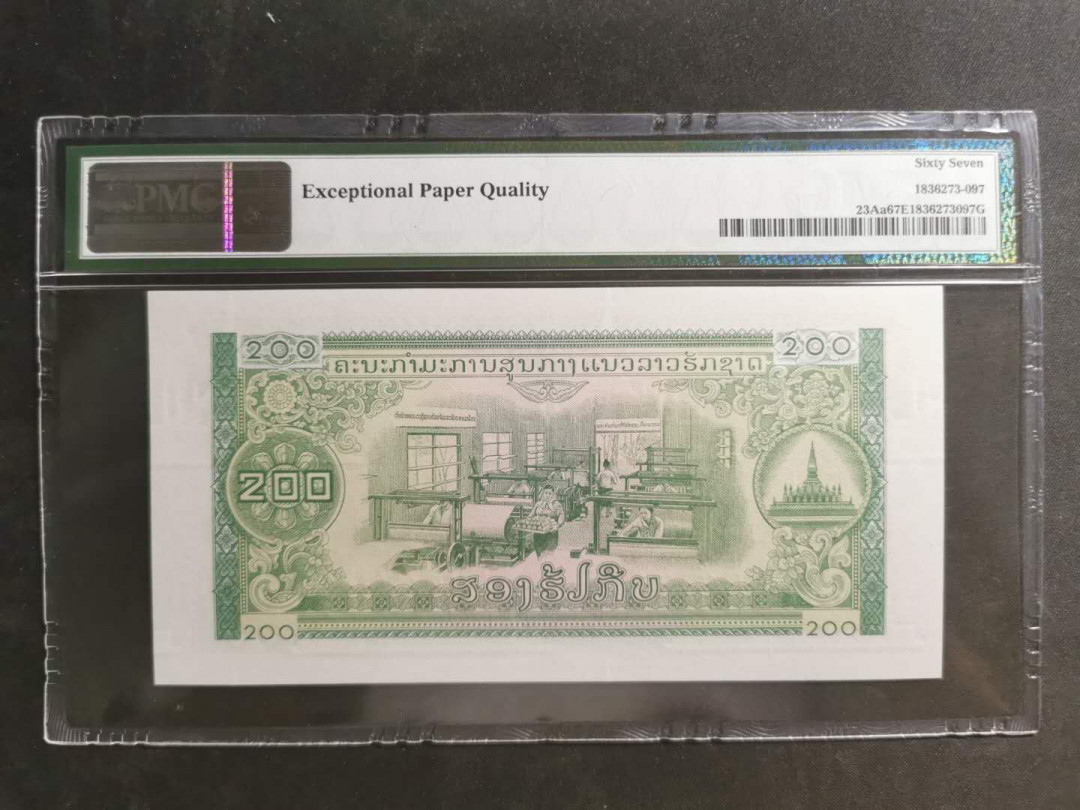 PMG
Exceptional Paper Quality
Sixty Seven
1836273-097
23Aa67E1836273097G
200
ຄະນະກຳມະການສູນກາງແນວລາວຮັກຊາດ
200
200
ສອງຮ້ອຍກີບ
200
200